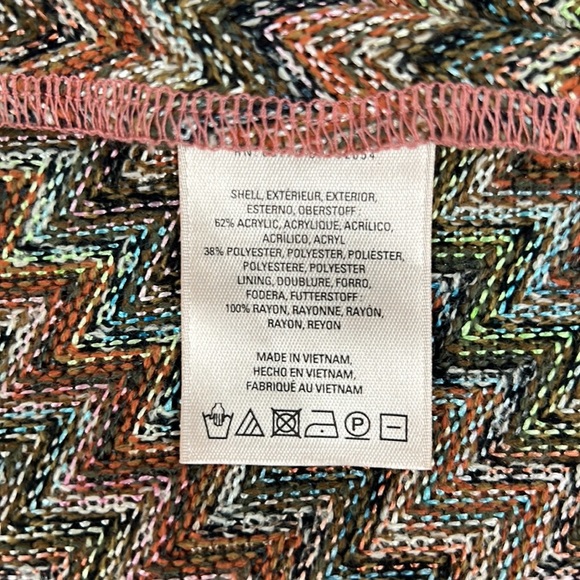 SHELL, EXTÉRIEUR, EXTERIOR,
ESTERNO, OBERSTOFF :
62% ACRYLIC, ACRYLIQUE, ACRÍLICO,
ACRILICO, ACRYL
38% POLYESTER, POLYESTER, POLIÉSTER,
POLYESTERE, POLYESTER
LINING, DOUBLURE, FORRO,
FODERA, FUTTERSTOFF :
100% RAYON, RAYONNE, RAYÓN,
RAYON, REYON
MADE IN VIETNAM,
HECHO EN VIETNAM,
FABRIQUÉ AU VIETNAM
P